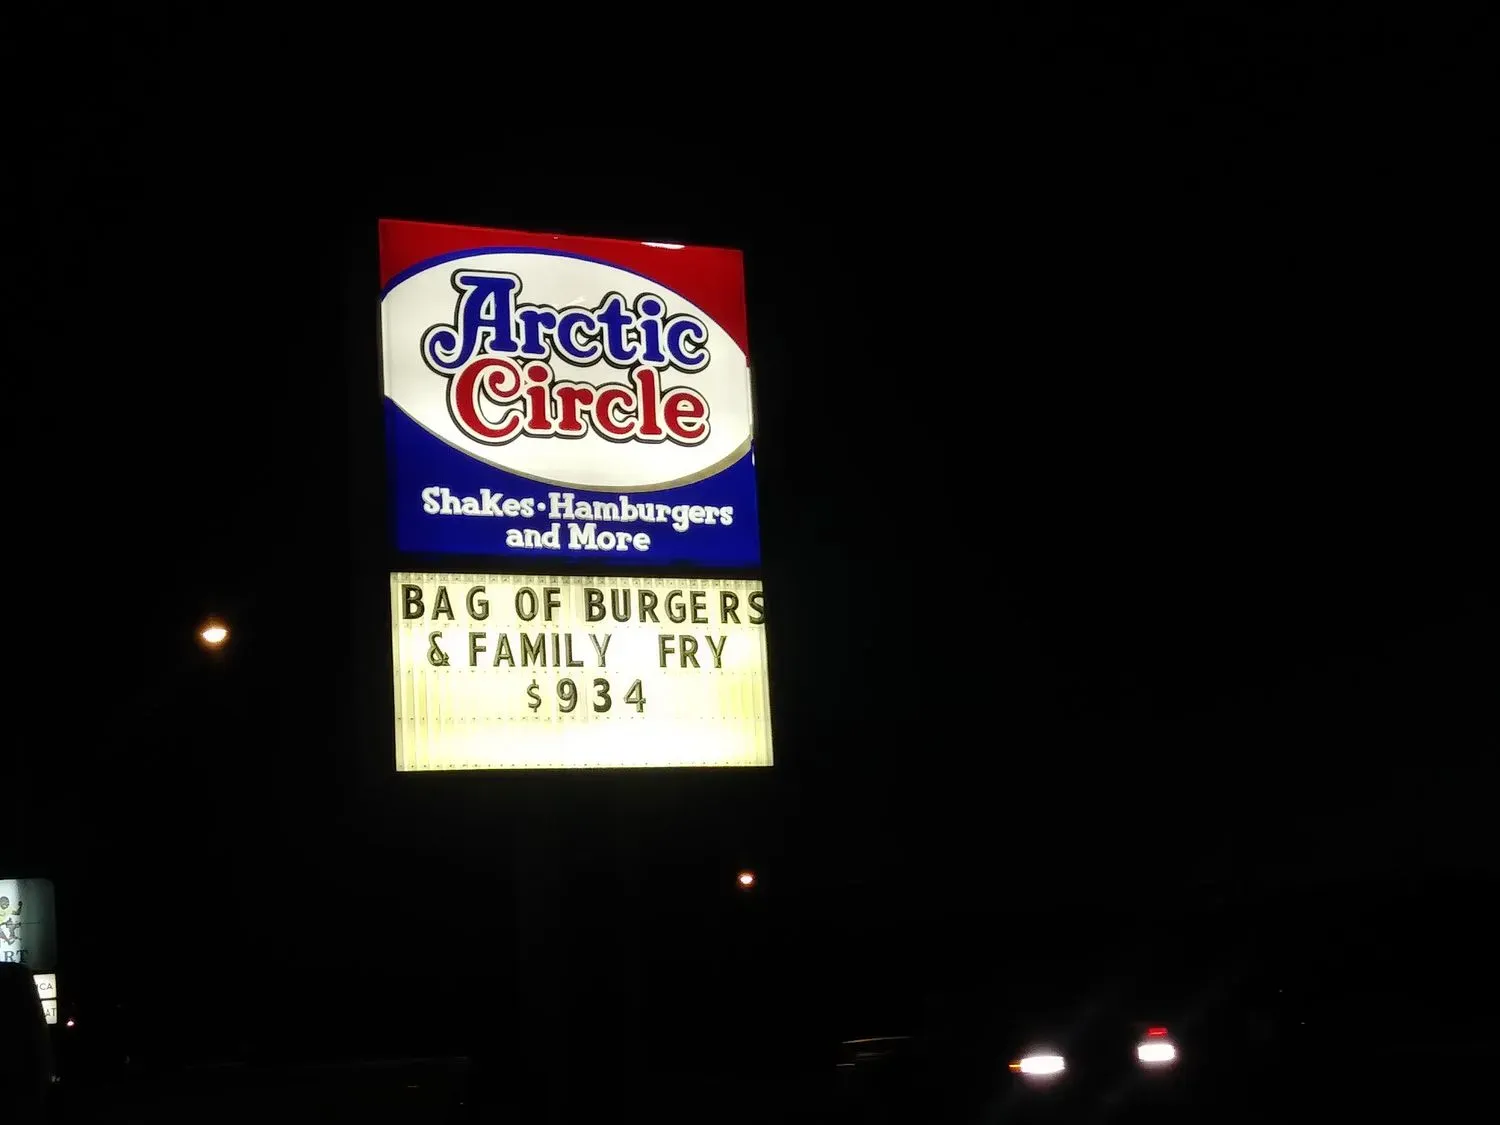 Arctic
Circle
Shakes • Hamburgers
and More
BAG OF BURGERS
& FAMILY FRY
$934